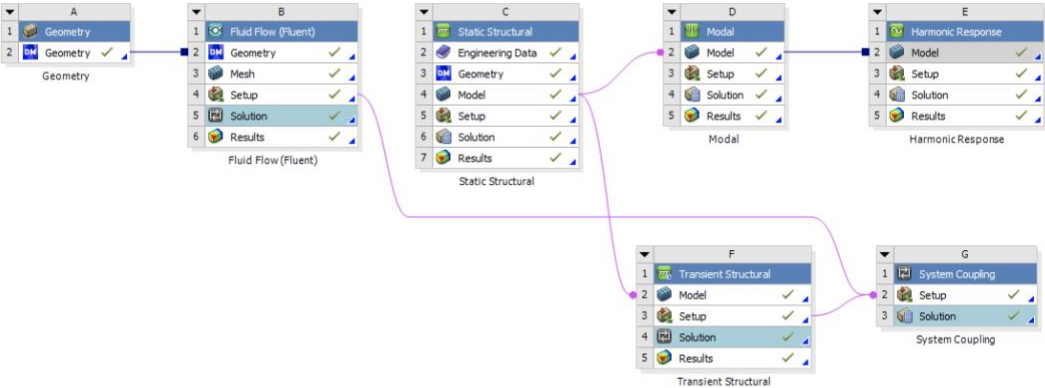 A
1 Geometry
2 DM Geometry
Geometry
B
1 Fluid Flow (Fluent)
2 DM Geometry
3 Mesh
4 Setup
5 Solution
6 Results
Fluid Flow (Fluent)
C
1 Static Structural
2 Engineering Data
3 DM Geometry
4 Model
5 Setup
6 Solution
7 Results
Static Structural
D
1 Modal
2 Model
3 Setup
4 Solution
5 Results
Modal
E
1 Harmonic Response
2 Model
3 Setup
4 Solution
5 Results
Harmonic Response
F
1 Transient Structural
2 Model
3 Setup
4 Solution
5 Results
Transient Structural
G
1 System Coupling
2 Setup
3 Solution
System Coupling